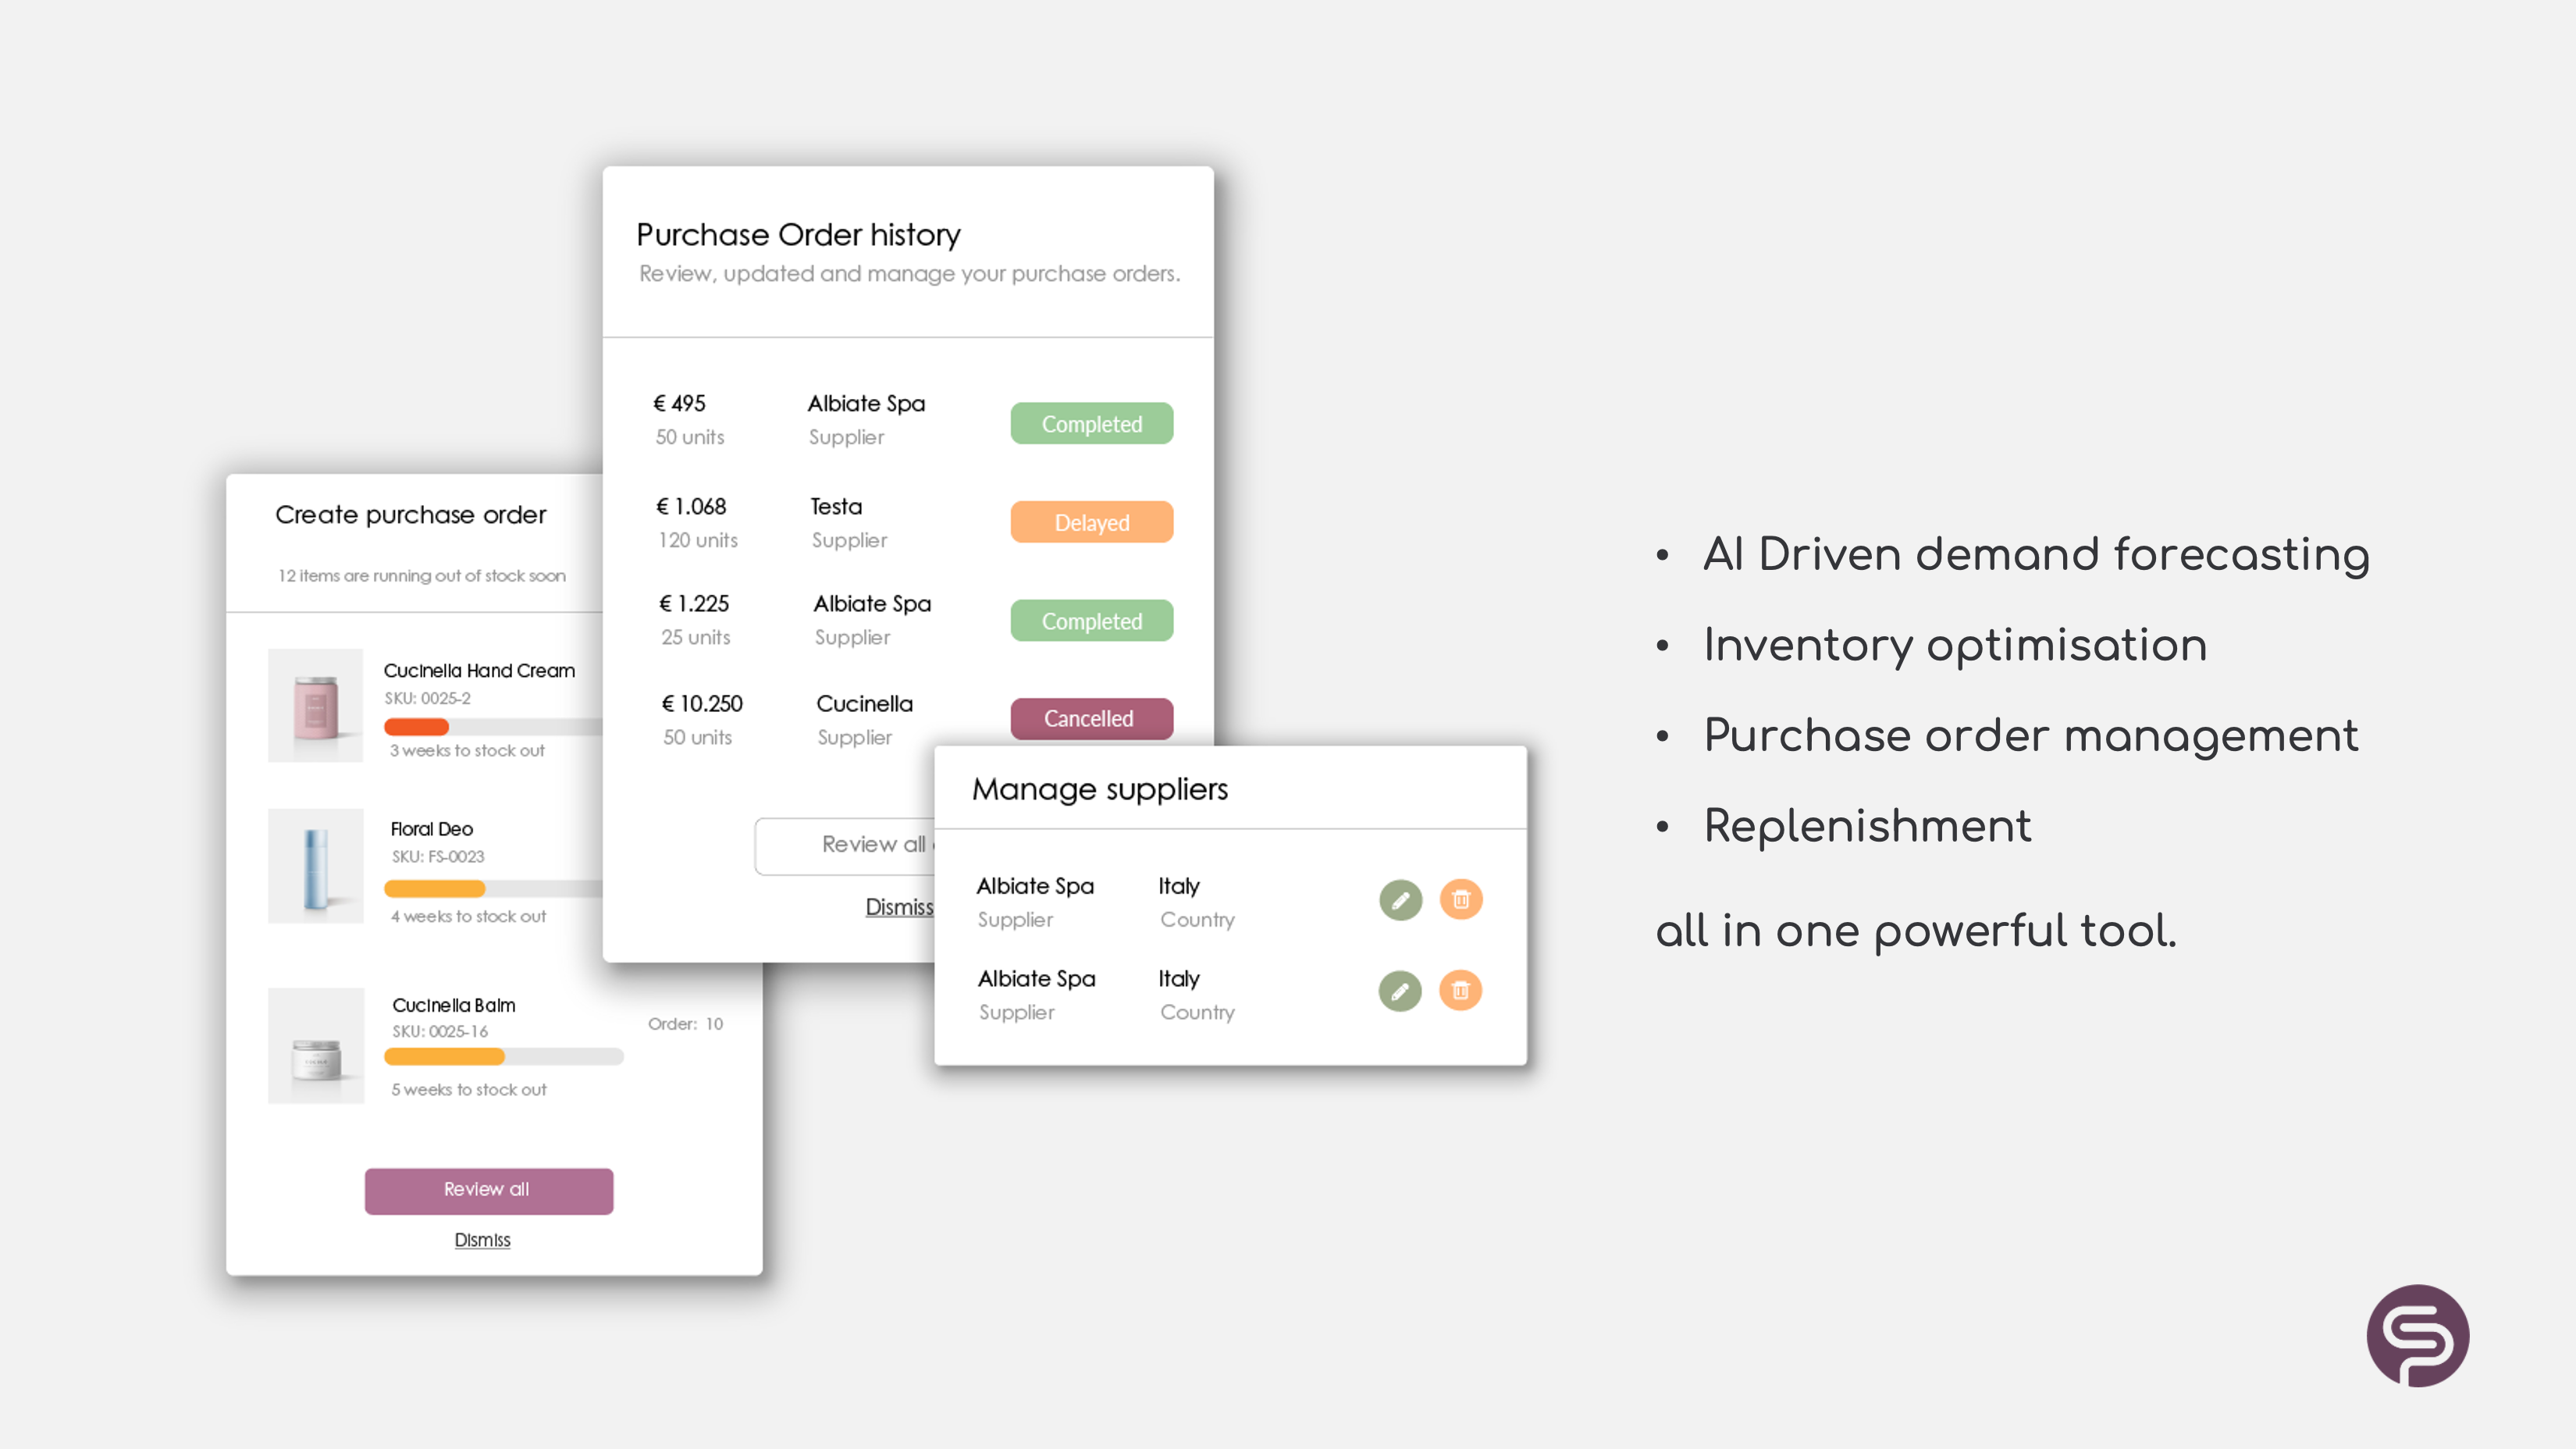 Purchase Order history
Review, updated and manage your purchase orders.
€ 495
50 units
Albiate Spa
Supplier
Completed
€ 1.068
120 units
Testa
Supplier
Delayed
€ 1.225
25 units
Albiate Spa
Supplier
Completed
€ 10.250
50 units
Cucinella
Supplier
Cancelled
Review all
Dismiss
Create purchase order
12 items are running out of stock soon
Cucinella Hand Cream
SKU: 0025-2
3 weeks to stock out
Floral Deo
SKU: FS-0023
4 weeks to stock out
Cucinella Balm
SKU: 0025-16
Order: 10
5 weeks to stock out
Review all
Dismiss
Manage suppliers
Albiate Spa
Supplier
Italy
Country
Albiate Spa
Supplier
Italy
Country
• AI Driven demand forecasting
• Inventory optimisation
• Purchase order management
• Replenishment
all in one powerful tool.